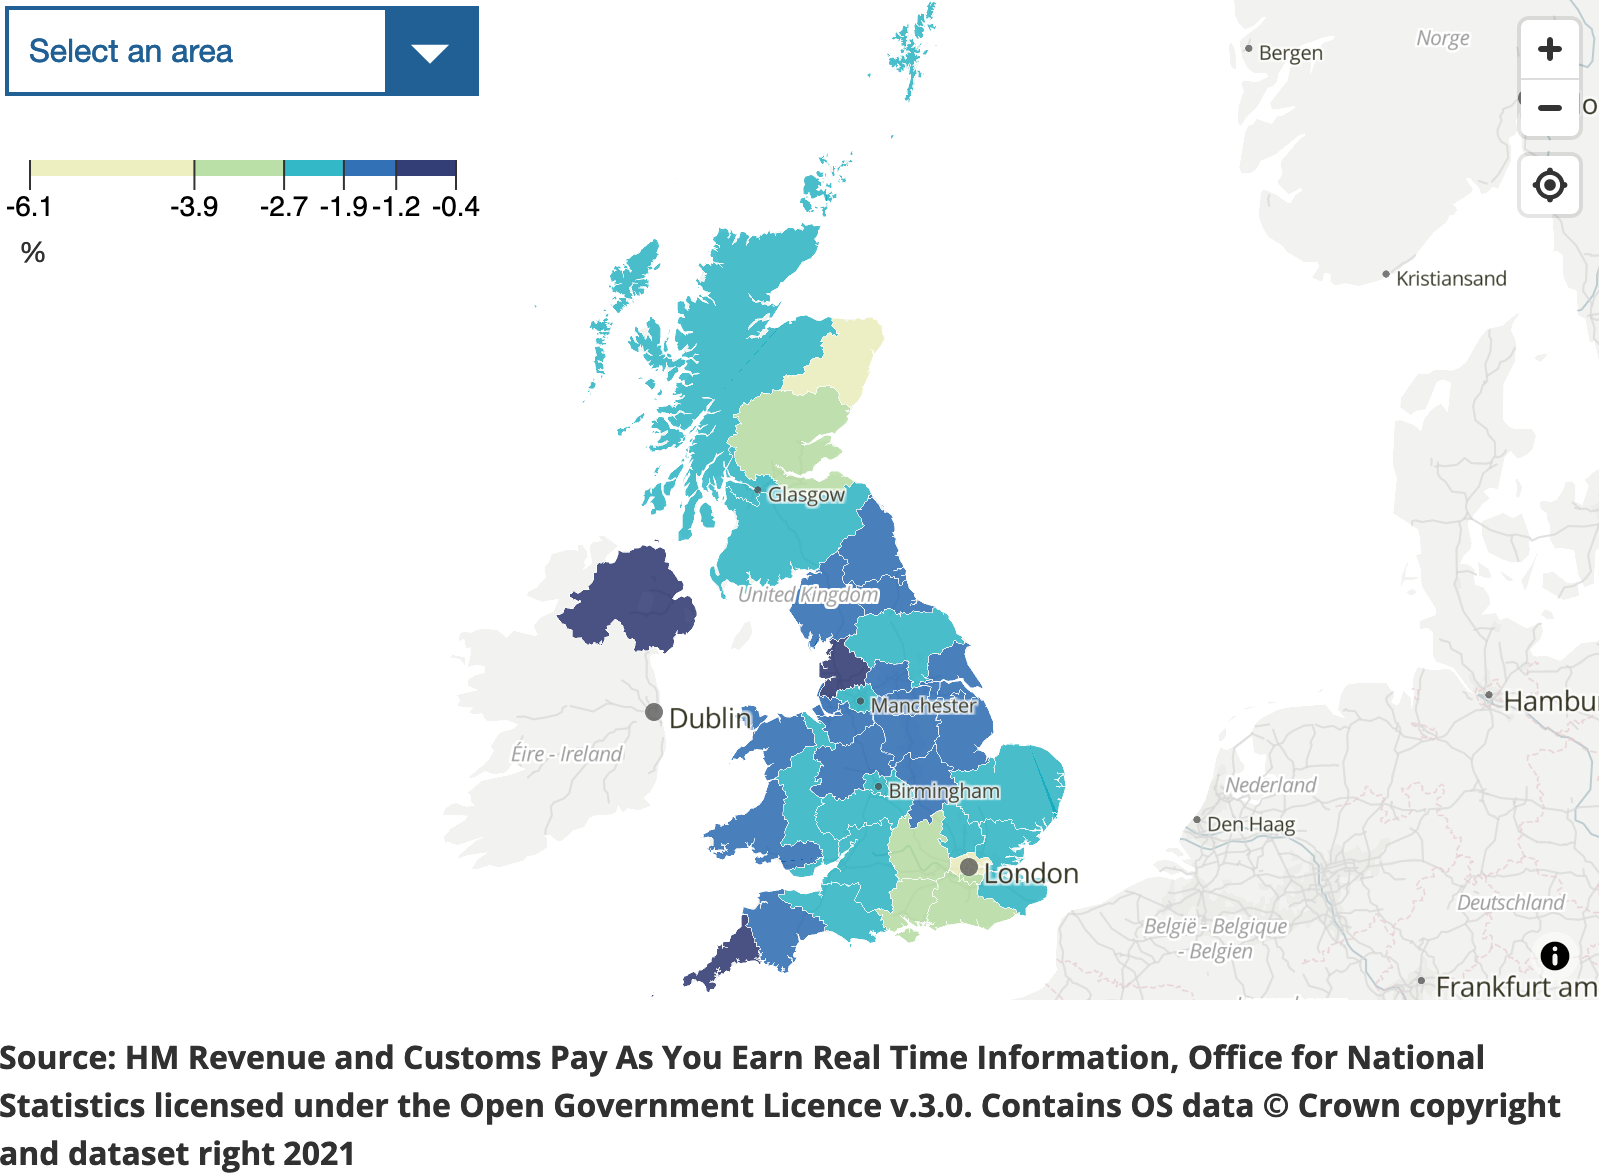 Select an area
-6.1 -3.9 -2.7 -1.9 -1.2 -0.4
%
Bergen
Norge
+
−
Kristiansand
Glasgow
United Kingdom
Manchester
Dublin
Éire - Ireland
Hambu
Nederland
Birmingham
Den Haag
London
Deutschland
België - Belgique
- Belgien
Frankfurt am
Source: HM Revenue and Customs Pay As You Earn Real Time Information, Office for National
Statistics licensed under the Open Government Licence v.3.0. Contains OS data © Crown copyright
and dataset right 2021